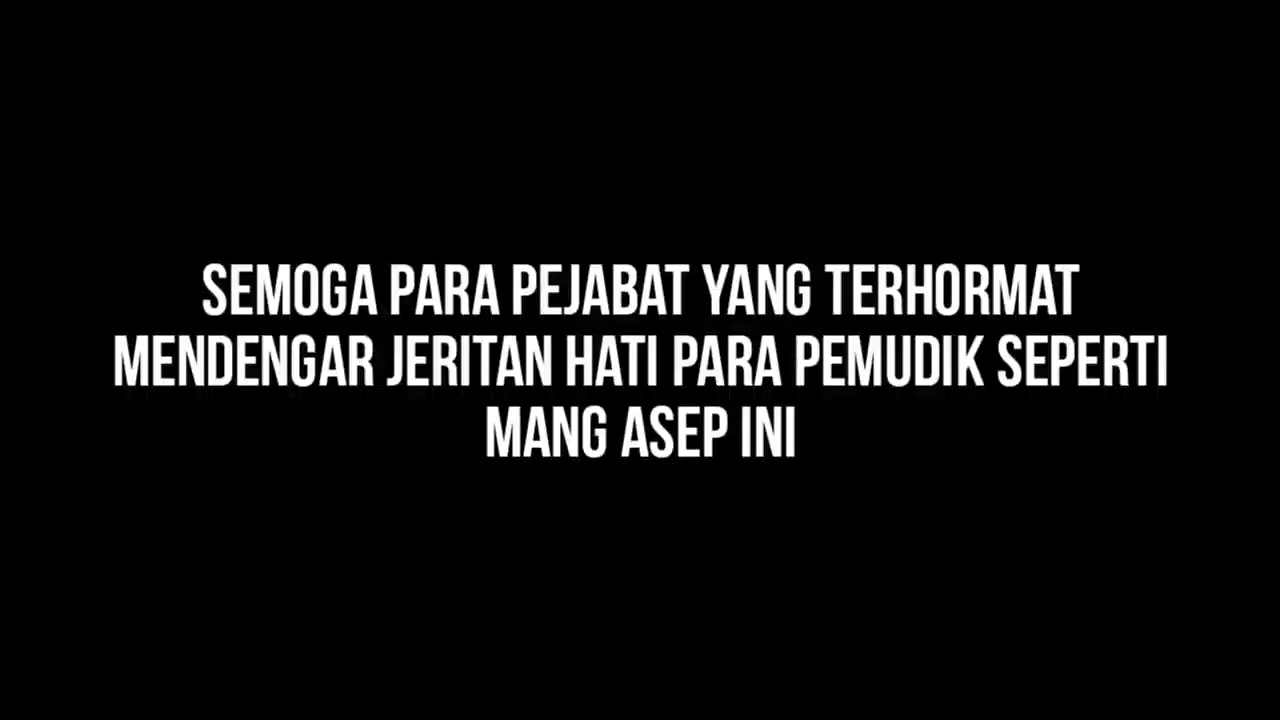 SEMOGA PARA PEJABAT YANG TERHORMAT
MENDENGAR JERITAN HATI PARA PEMUDIK SEPERTI
MANG ASEP INI